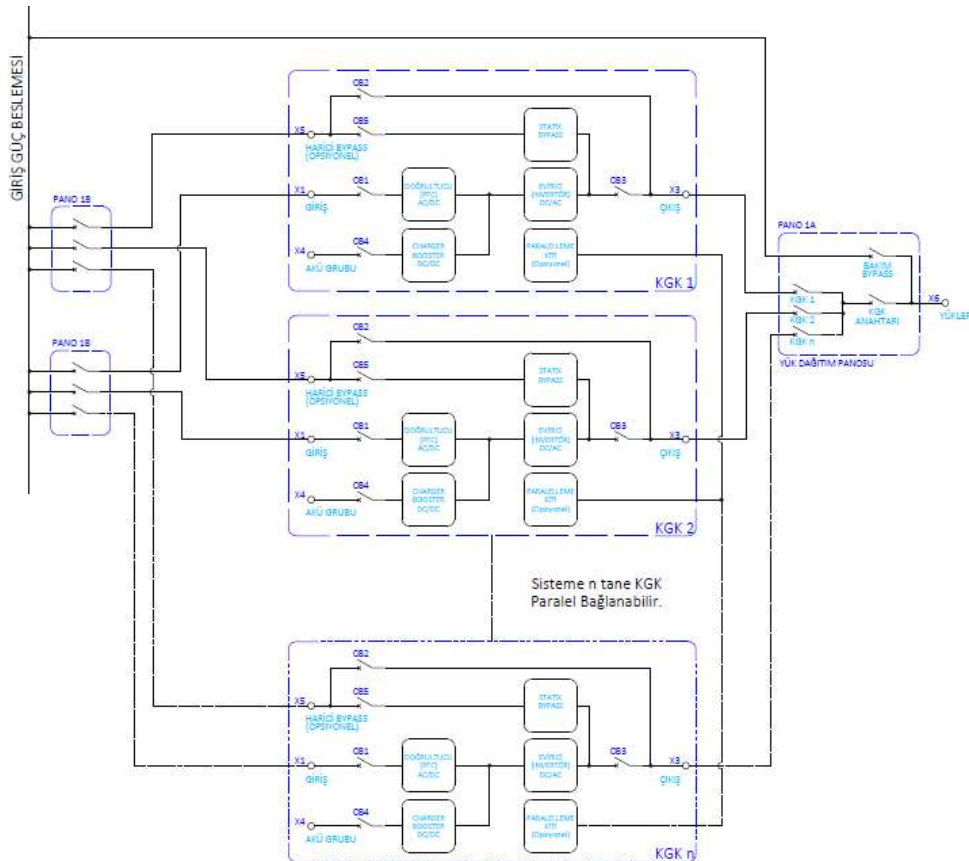 GİRİŞ GÜÇ BESLEMESİ
PANO 1B
PANO 1B
CB2
X5
CB5
HARİCİ BYPASS
(OPSİYONEL)
STATİK
BYPASS
X1
CB1
GİRİŞ
DOĞRULTUCU
(PFC)
AC/DC
EVİRİCİ
(INVERTÖR)
DC/AC
CB3
X3
ÇIKIŞ
X4
CB4
AKÜ GRUBU
CHARGER
BOOSTER
DC/DC
PARALELLEME
KİTİ
(Opsiyonel)
KGK 1
PANO 1A
BAKIM
BYPASS
KGK 1
KGK 2
KGK n
KGK
ANAHTARI
X6
YÜKLER
YÜK DAĞITIM PANOSU
CB2
X5
CB5
HARİCİ BYPASS
(OPSİYONEL)
STATİK
BYPASS
X1
CB1
GİRİŞ
DOĞRULTUCU
(PFC)
AC/DC
EVİRİCİ
(INVERTÖR)
DC/AC
CB3
X3
ÇIKIŞ
X4
CB4
AKÜ GRUBU
CHARGER
BOOSTER
DC/DC
PARALELLEME
KİTİ
(Opsiyonel)
KGK 2
Sisteme n tane KGK
Paralel Bağlanabilir.
CB2
X5
CB5
HARİCİ BYPASS
(OPSİYONEL)
STATİK
BYPASS
X1
CB1
GİRİŞ
DOĞRULTUCU
(PFC)
AC/DC
EVİRİCİ
(INVERTÖR)
DC/AC
CB3
X3
ÇIKIŞ
X4
CB4
AKÜ GRUBU
CHARGER
BOOSTER
DC/DC
PARALELLEME
KİTİ
(Opsiyonel)
KGK n